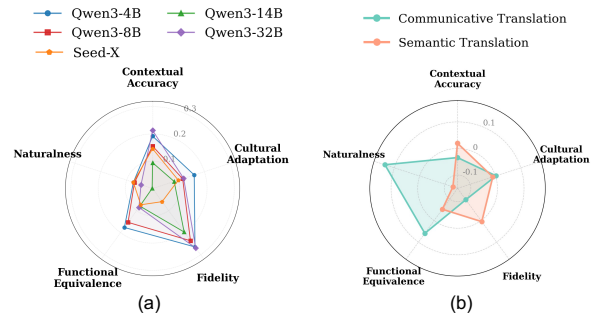 Qwen3-4B
Qwen3-14B
Qwen3-8B
Qwen3-32B
Seed-X
Contextual
Accuracy
0.3
0.2
0.1
Cultural
Adaptation
Naturalness
Functional
Equivalence
Fidelity
(a)
Communicative Translation
Semantic Translation
Contextual
Accuracy
0.1
0
-0.1
Cultural
Adaptation
Naturalness
Functional
Equivalence
Fidelity
(b)